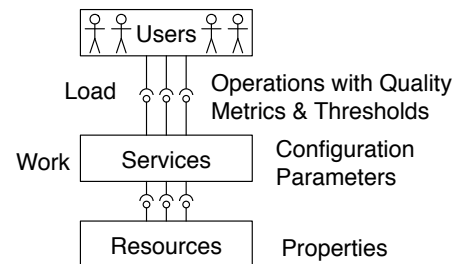 Users
Load
Operations with Quality
Metrics & Thresholds
Work
Services
Configuration
Parameters
Resources
Properties